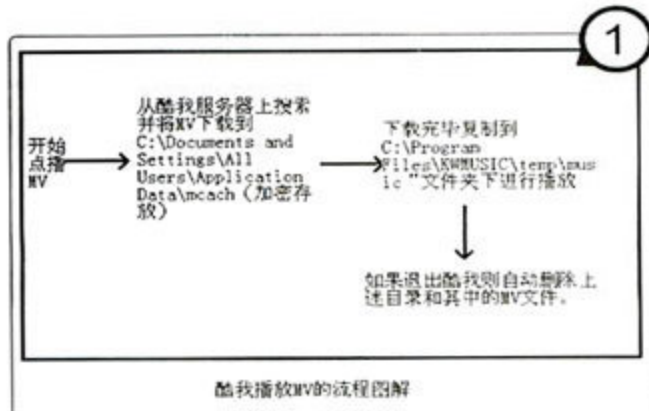 1
开始
点播
MV
从酷我服务器上搜索
并将MV下载到
C:\Documents and
Settings\All
Users\Application
Data\mcach（加密存
放）
下载完毕复制到
C:\Program
Files\KWMUSIC\temp\mus
ic"文件夹下进行播放
如果退出酷我则自动删除上
述目录和其中的MV文件。
酷我播放MV的流程图解